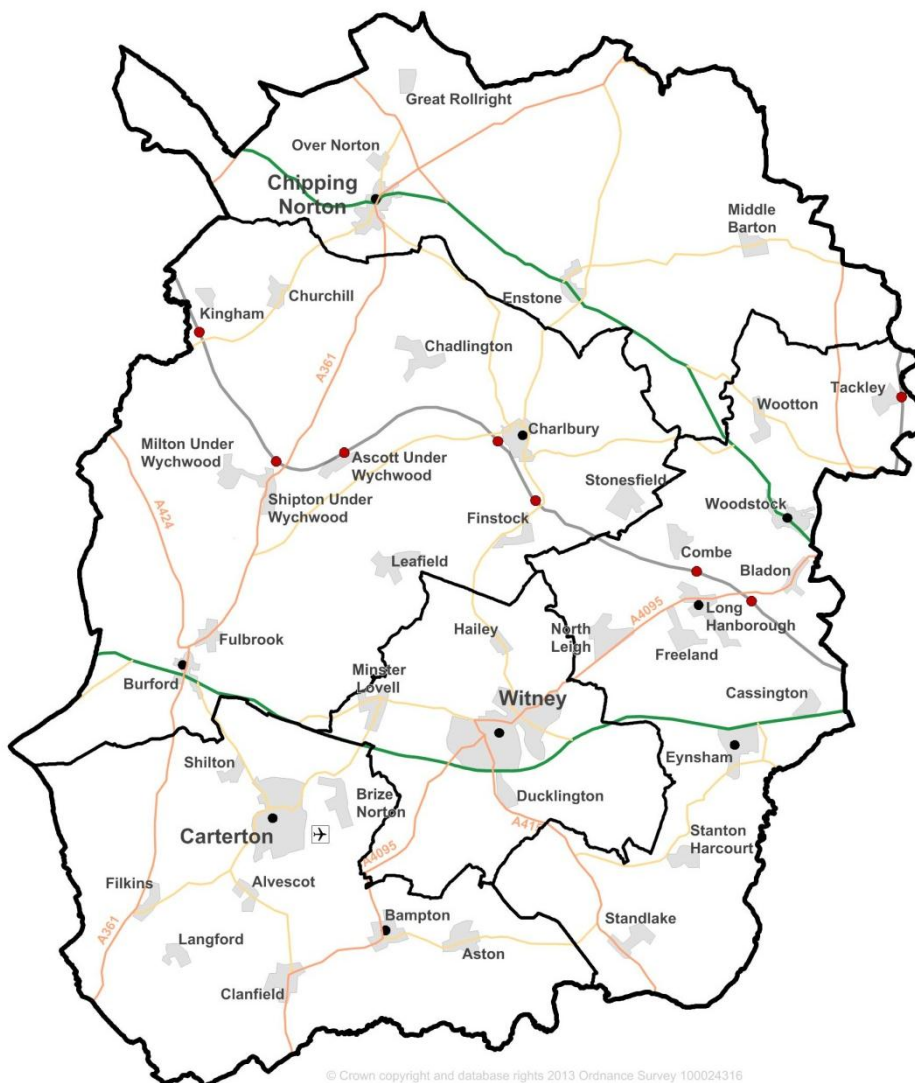 Great Rollright
Over Norton
Chipping
Norton
Middle
Barton
Enstone
Churchill
Kingham
A361
Chadlington
Tackley
Wootton
Charlbury
Milton Under
Wychwood
Ascott Under
Wychwood
Shipton Under
Wychwood
A424
Stonesfield
Woodstock
Finstock
Combe
Bladon
Leafield
A4095
Long
Hanborough
Hailey
North
Leigh
Freeland
Fulbrook
Burford
Minster
Lovell
Witney
Cassington
Shilton
Eynsham
Brize
Norton
Ducklington
Carterton
A4095
Stanton
Harcourt
Filkins
Alvescot
A361
Bampton
Standlake
Langford
Aston
Clanfield
© Crown copyright and database rights 2013 Ordnance Survey 100024316